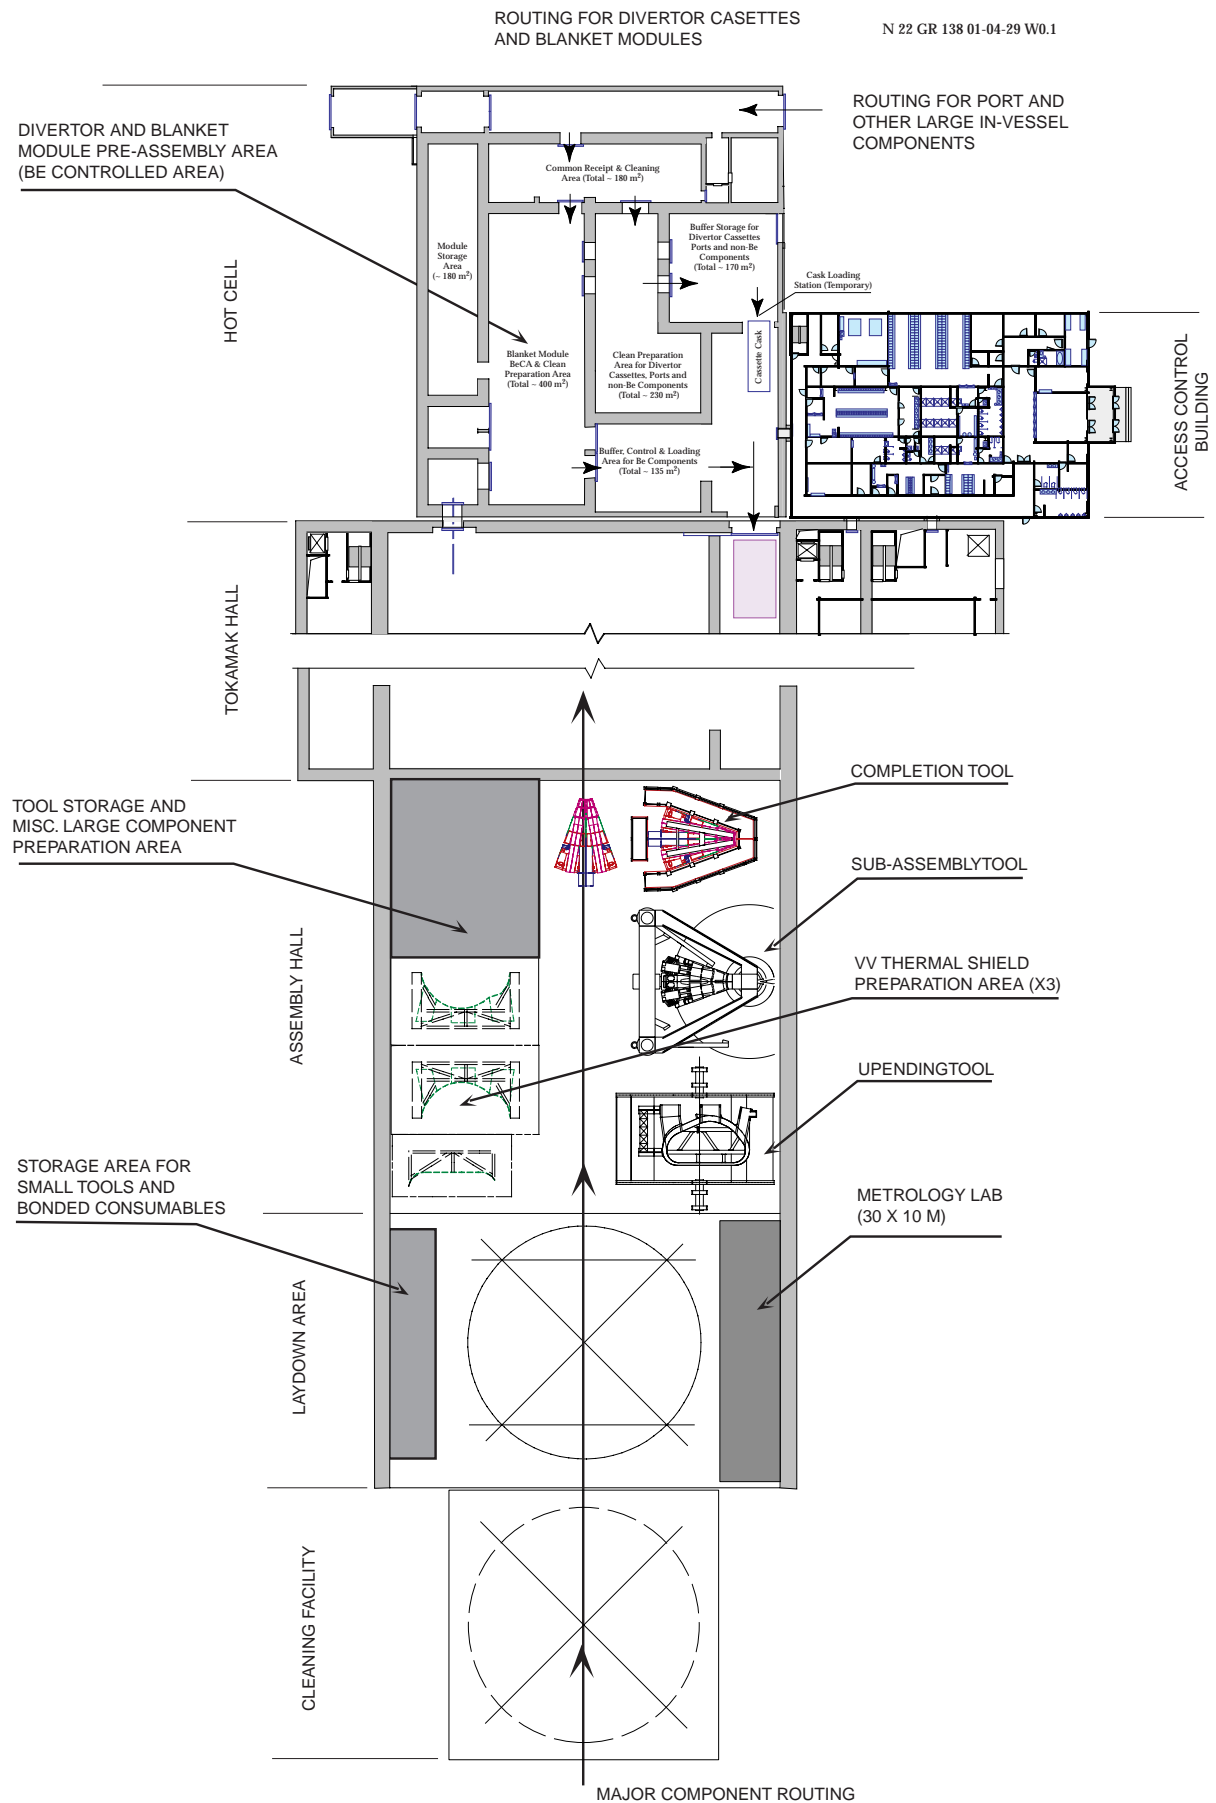 ROUTING FOR DIVERTOR CASETTES
AND BLANKET MODULES
N 22 GR 138 01-04-29 W0.1
ROUTING FOR PORT AND
OTHER LARGE IN-VESSEL
COMPONENTS
DIVERTOR AND BLANKET
MODULE PRE-ASSEMBLY AREA
(BE CONTROLLED AREA)
Common Receipt & Cleaning
Area (Total ~ 180 m²)
Module
Storage
Area
(~ 180 m²)
Buffer Storage for
Divertor Cassettes
Ports and non-Be
Components
(Total ~ 170 m²)
Cask Loading
Station (Temporary)
HOT CELL
Blanket Module
BeCA & Clean
Preparation Area
(Total ~ 400 m²)
Clean Preparation
Area for Divertor
Cassettes, Ports and
non-Be Components
(Total ~ 230 m²)
Cassette Cask
ACCESS CONTROL
BUILDING
Buffer, Control & Loading
Area for Be Components
(Total ~ 135 m²)
TOKAMAK HALL
COMPLETION TOOL
TOOL STORAGE AND
MISC. LARGE COMPONENT
PREPARATION AREA
SUB-ASSEMBLYTOOL
ASSEMBLY HALL
VV THERMAL SHIELD
PREPARATION AREA (X3)
UPENDINGTOOL
STORAGE AREA FOR
SMALL TOOLS AND
BONDED CONSUMABLES
METROLOGY LAB
(30 X 10 M)
LAYDOWN AREA
CLEANING FACILITY
MAJOR COMPONENT ROUTING